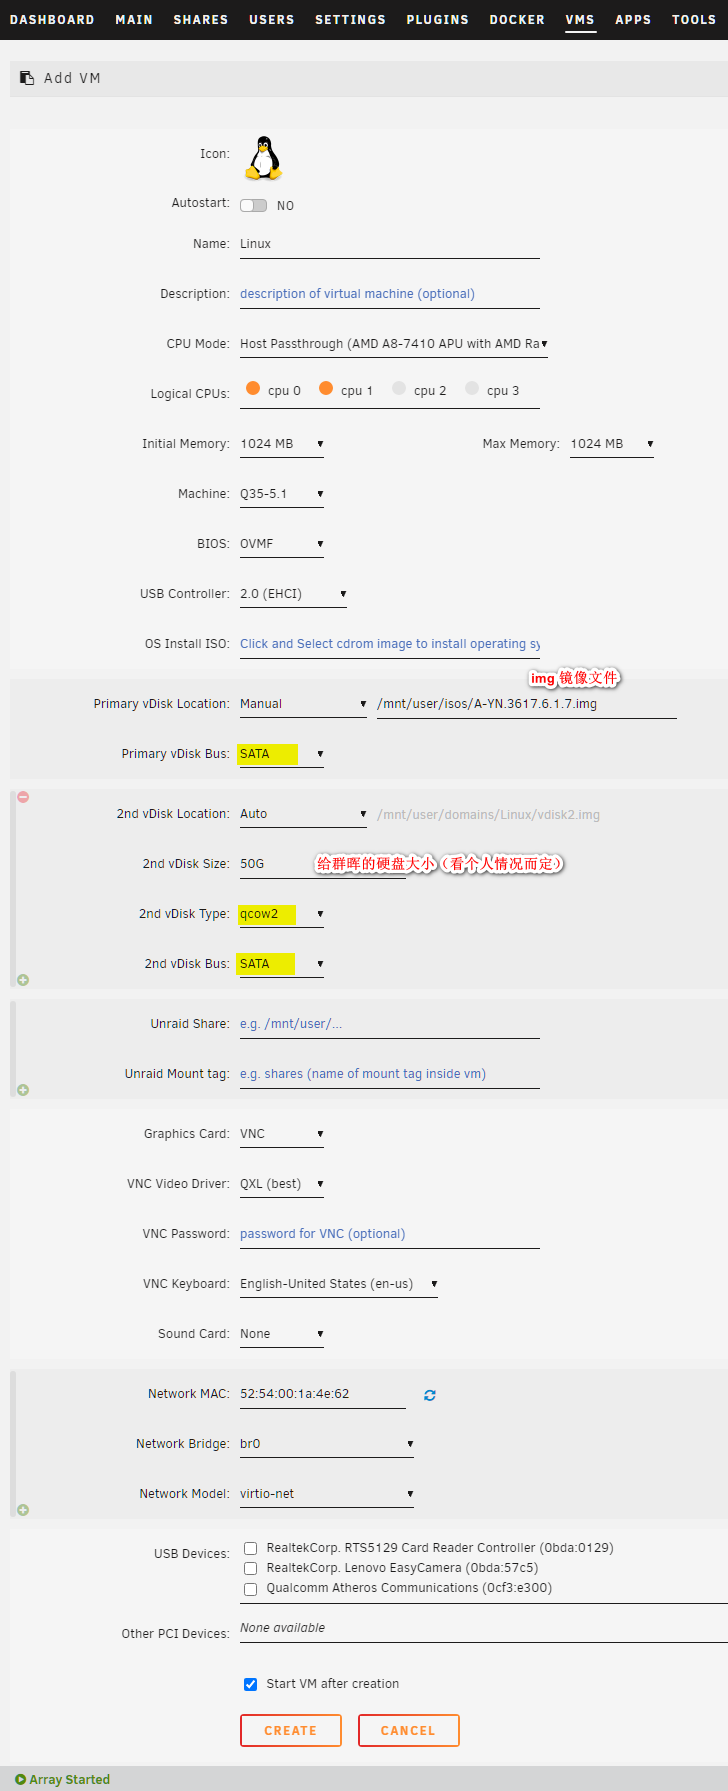 DASHBOARD MAIN SHARES USERS SETTINGS PLUGINS DOCKER VMS APPS TOOLS
Add VM
Icon:
Autostart: NO
Name: Linux
Description: description of virtual machine (optional)
CPU Mode: Host Passthrough (AMD A8-7410 APU with AMD Ra
Logical CPUs: cpu 0 cpu 1 cpu 2 cpu 3
Initial Memory: 1024 MB Max Memory: 1024 MB
Machine: Q35-5.1
BIOS: OVMF
USB Controller: 2.0 (EHCI)
OS Install ISO: Click and Select cdrom image to install operating sy
img 镜像文件
Primary vDisk Location: Manual /mnt/user/isos/A-YN.3617.6.1.7.img
Primary vDisk Bus: SATA
2nd vDisk Location: Auto /mnt/user/domains/Linux/vdisk2.img
2nd vDisk Size: 50G 给群晖的硬盘大小（看个人情况而定）
2nd vDisk Type: qcow2
2nd vDisk Bus: SATA
Unraid Share: e.g. /mnt/user/...
Unraid Mount tag: e.g. shares (name of mount tag inside vm)
Graphics Card: VNC
VNC Video Driver: QXL (best)
VNC Password: password for VNC (optional)
VNC Keyboard: English-United States (en-us)
Sound Card: None
Network MAC: 52:54:00:1a:4e:62
Network Bridge: br0
Network Model: virtio-net
USB Devices: RealtekCorp. RTS5129 Card Reader Controller (0bda:0129)
RealtekCorp. Lenovo EasyCamera (0bda:57c5)
Qualcomm Atheros Communications (0cf3:e300)
Other PCI Devices: None available
Start VM after creation
CREATE CANCEL
Array Started